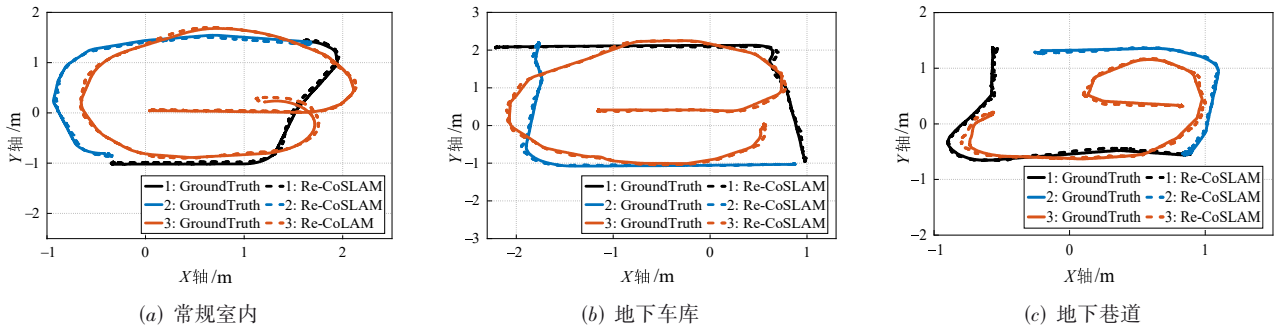 2
1
0
−1
−2
Y轴/m
0
1
2
X轴/m
1: GroundTruth 1: Re-CoSLAM
2: GroundTruth 2: Re-CoSLAM
3: GroundTruth 3: Re-CoLAM
(a) 常规室内
3
2
1
0
−1
−2
−3
Y轴/m
−2
−1
0
1
X轴/m
1: GroundTruth 1: Re-CoSLAM
2: GroundTruth 2: Re-CoSLAM
3: GroundTruth 3: Re-CoSLAM
(b) 地下车库
2
1
0
−1
−2
Y轴/m
−1
0
1
X轴/m
1: GroundTruth 1: Re-CoSLAM
2: GroundTruth 2: Re-CoSLAM
3: GroundTruth 3: Re-CoSLAM
(c) 地下巷道